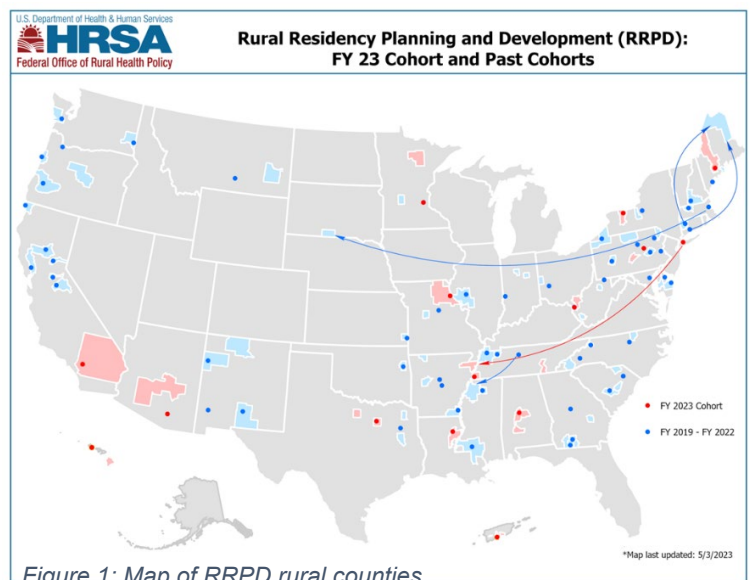 U.S. Department of Health & Human Services
HRSA
Federal Office of Rural Health Policy
Rural Residency Planning and Development (RRPD):
FY 23 Cohort and Past Cohorts
FY 2023 Cohort
FY 2019 - FY 2022
*Map last updated: 5/3/2023
Figure 1: Map of RRPD rural counties